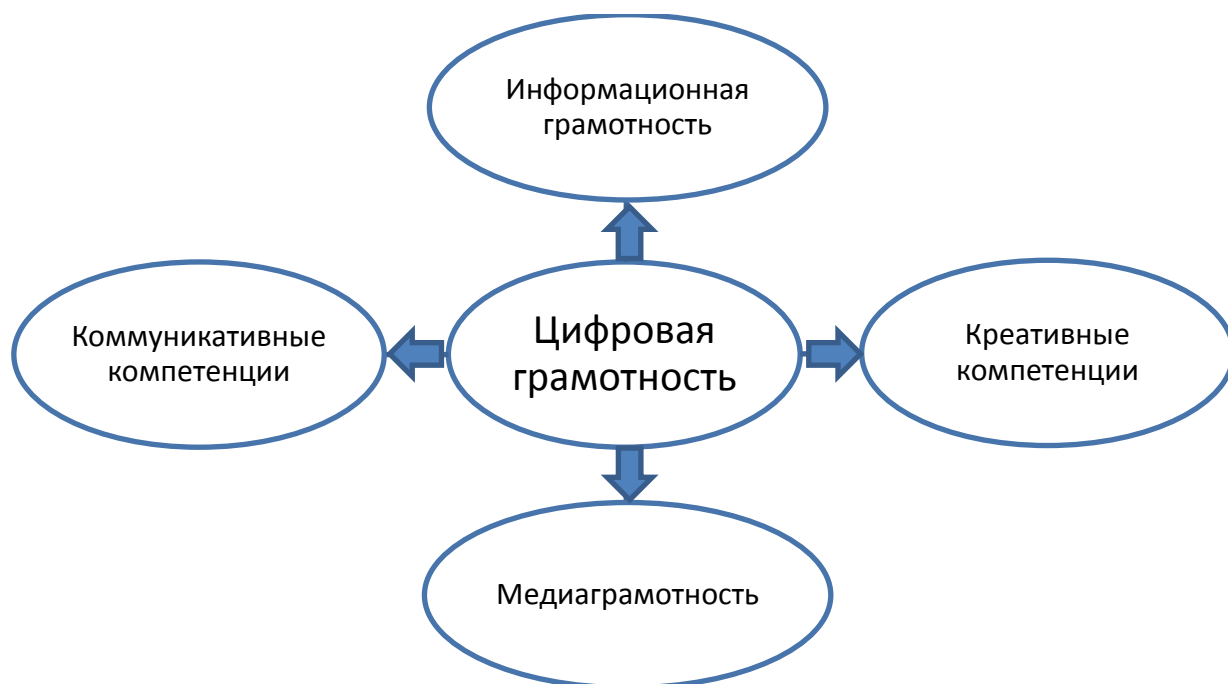 Информационная
грамотность
Коммуникативные
компетенции
Цифровая
грамотность
Креативные
компетенции
Медиаграмотность